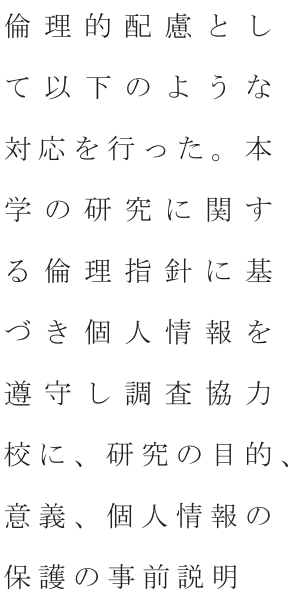 倫理的配慮とし
て以下のような
対応を行った。本
学の研究に関す
る倫理指針に基
づき個人情報を
遵守し調査協力
校に、研究の目的、
意義、個人情報の
保護の事前説明